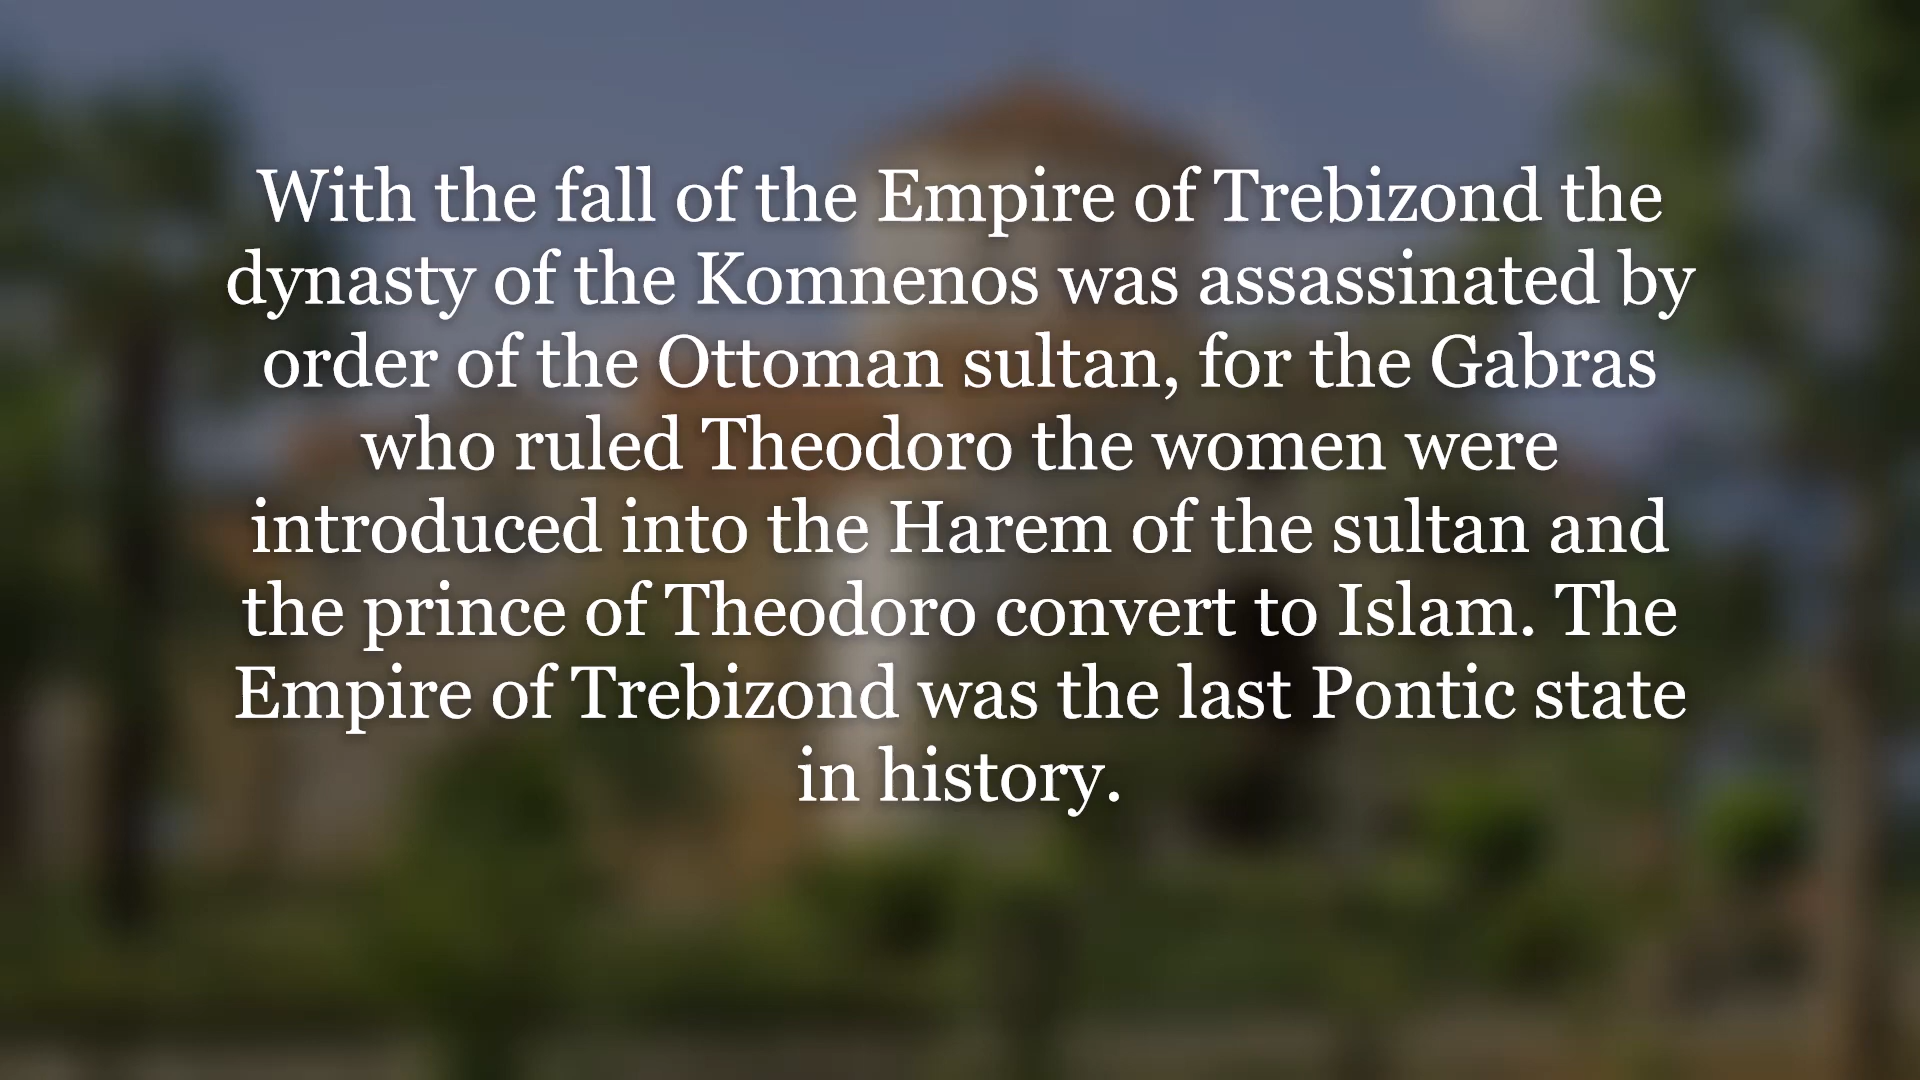 With the fall of the Empire of Trebizond the
dynasty of the Komnenos was assassinated by
order of the Ottoman sultan, for the Gabras
who ruled Theodoro the women were
introduced into the Harem of the sultan and
the prince of Theodoro convert to Islam. The
Empire of Trebizond was the last Pontic state
in history.